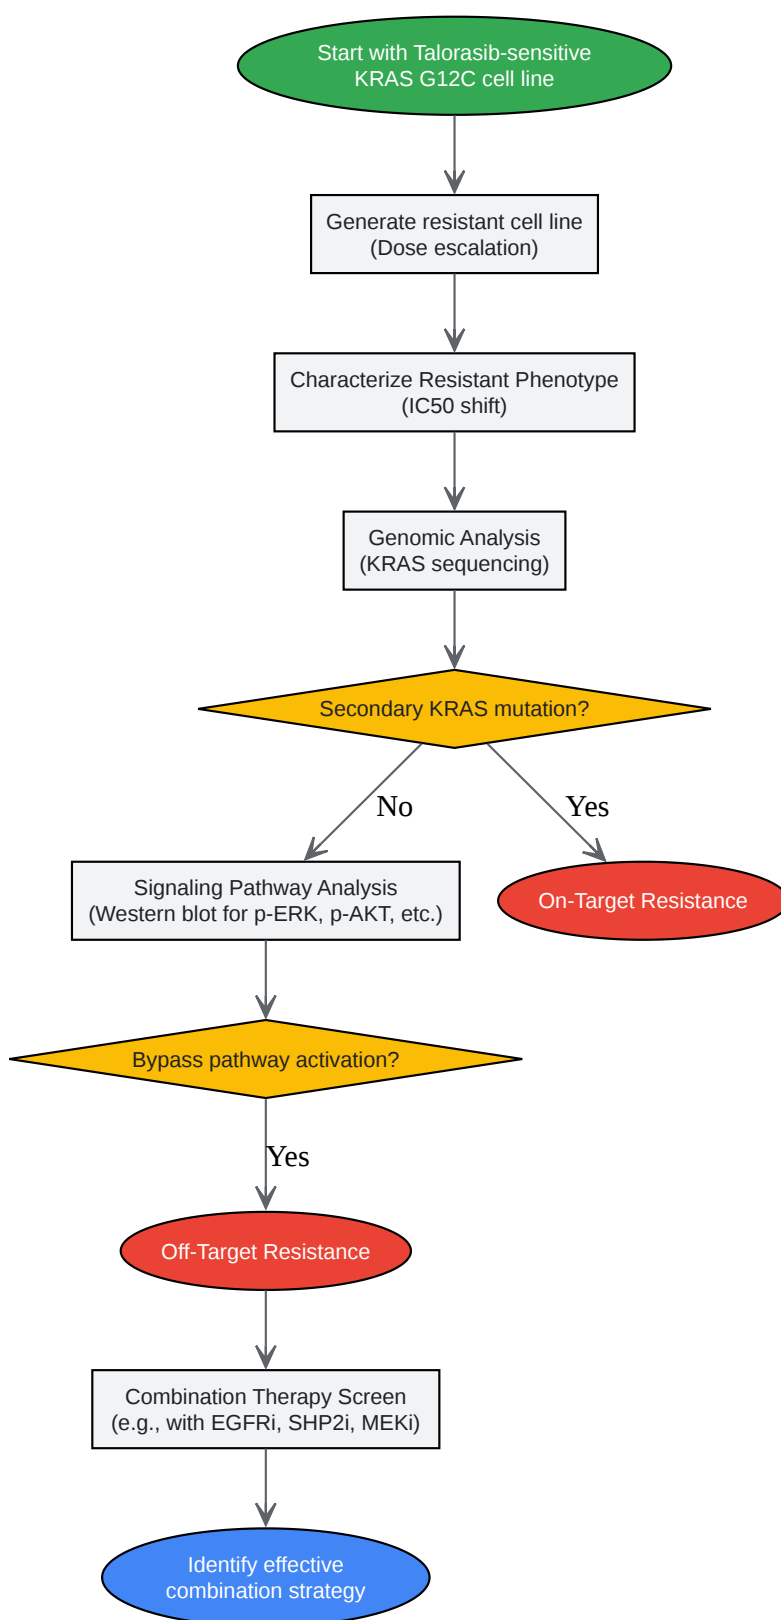 Start with Talorasib-sensitive
KRAS G12C cell line
Generate resistant cell line
(Dose escalation)
Characterize Resistant Phenotype
(IC50 shift)
Genomic Analysis
(KRAS sequencing)
Secondary KRAS mutation?
No
Yes
Signaling Pathway Analysis
(Western blot for p-ERK, p-AKT, etc.)
On-Target Resistance
Bypass pathway activation?
Yes
Off-Target Resistance
Combination Therapy Screen
(e.g., with EGFRi, SHP2i, MEKi)
Identify effective
combination strategy